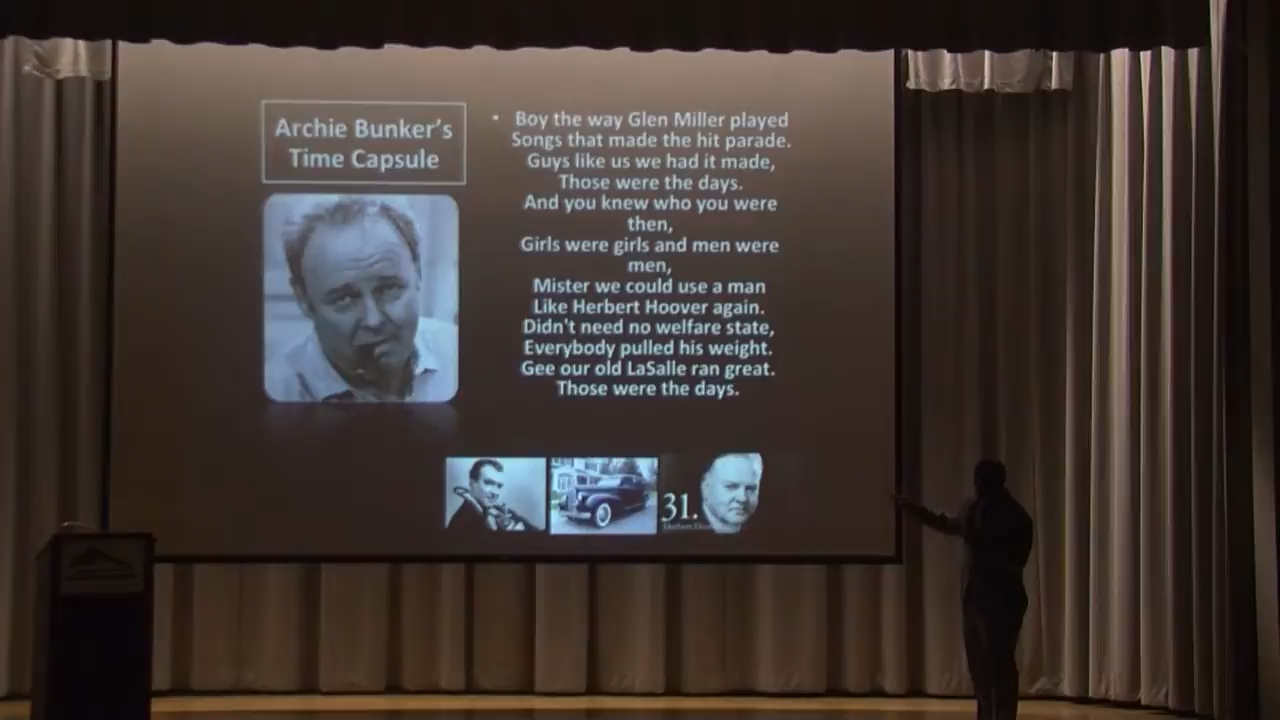 Archie Bunker's
Time Capsule
• Boy the way Glen Miller played
Songs that made the hit parade.
Guys like us we had it made,
Those were the days.
And you knew who you were
then,
Girls were girls and men were
men,
Mister we could use a man
Like Herbert Hoover again.
Didn't need no welfare state,
Everybody pulled his weight.
Gee our old LaSalle ran great.
Those were the days.
31.